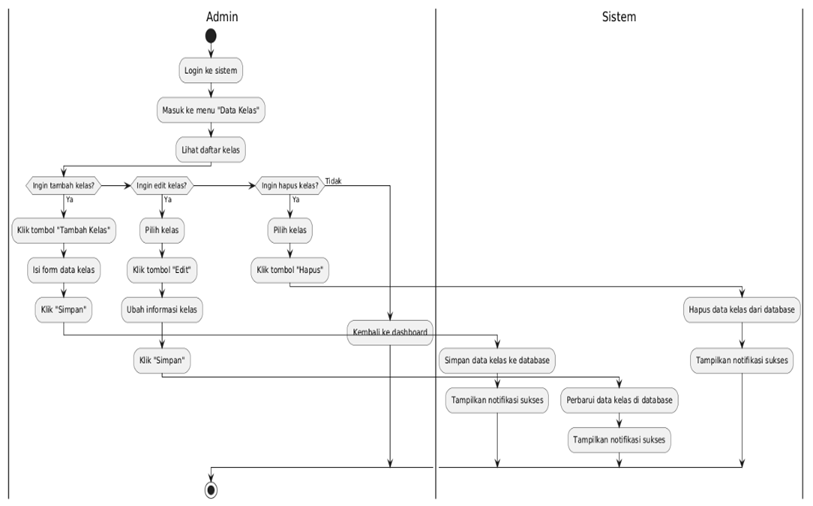 Admin
Sistem
Login ke sistem
Masuk ke menu "Data Kelas"
Lihat daftar kelas
Ingin tambah kelas?
Ingin edit kelas?
Ingin hapus kelas?
Tidak
Ya
Ya
Ya
Klik tombol "Tambah Kelas"
Pilih kelas
Pilih kelas
Isi form data kelas
Klik tombol "Edit"
Klik tombol "Hapus"
Klik "Simpan"
Ubah informasi kelas
Hapus data kelas dari database
Kembali ke dashboard
Klik "Simpan"
Simpan data kelas ke database
Tampilkan notifikasi sukses
Tampilkan notifikasi sukses
Perbarui data kelas di database
Tampilkan notifikasi sukses